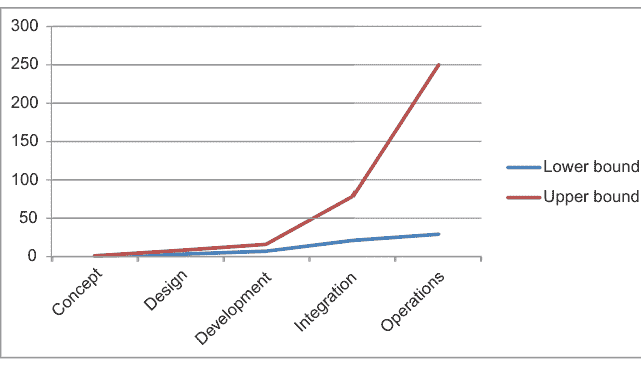 300
250
200
150
100
50
0
Concept
Design
Development
Integration
Operations
Lower bound
Upper bound